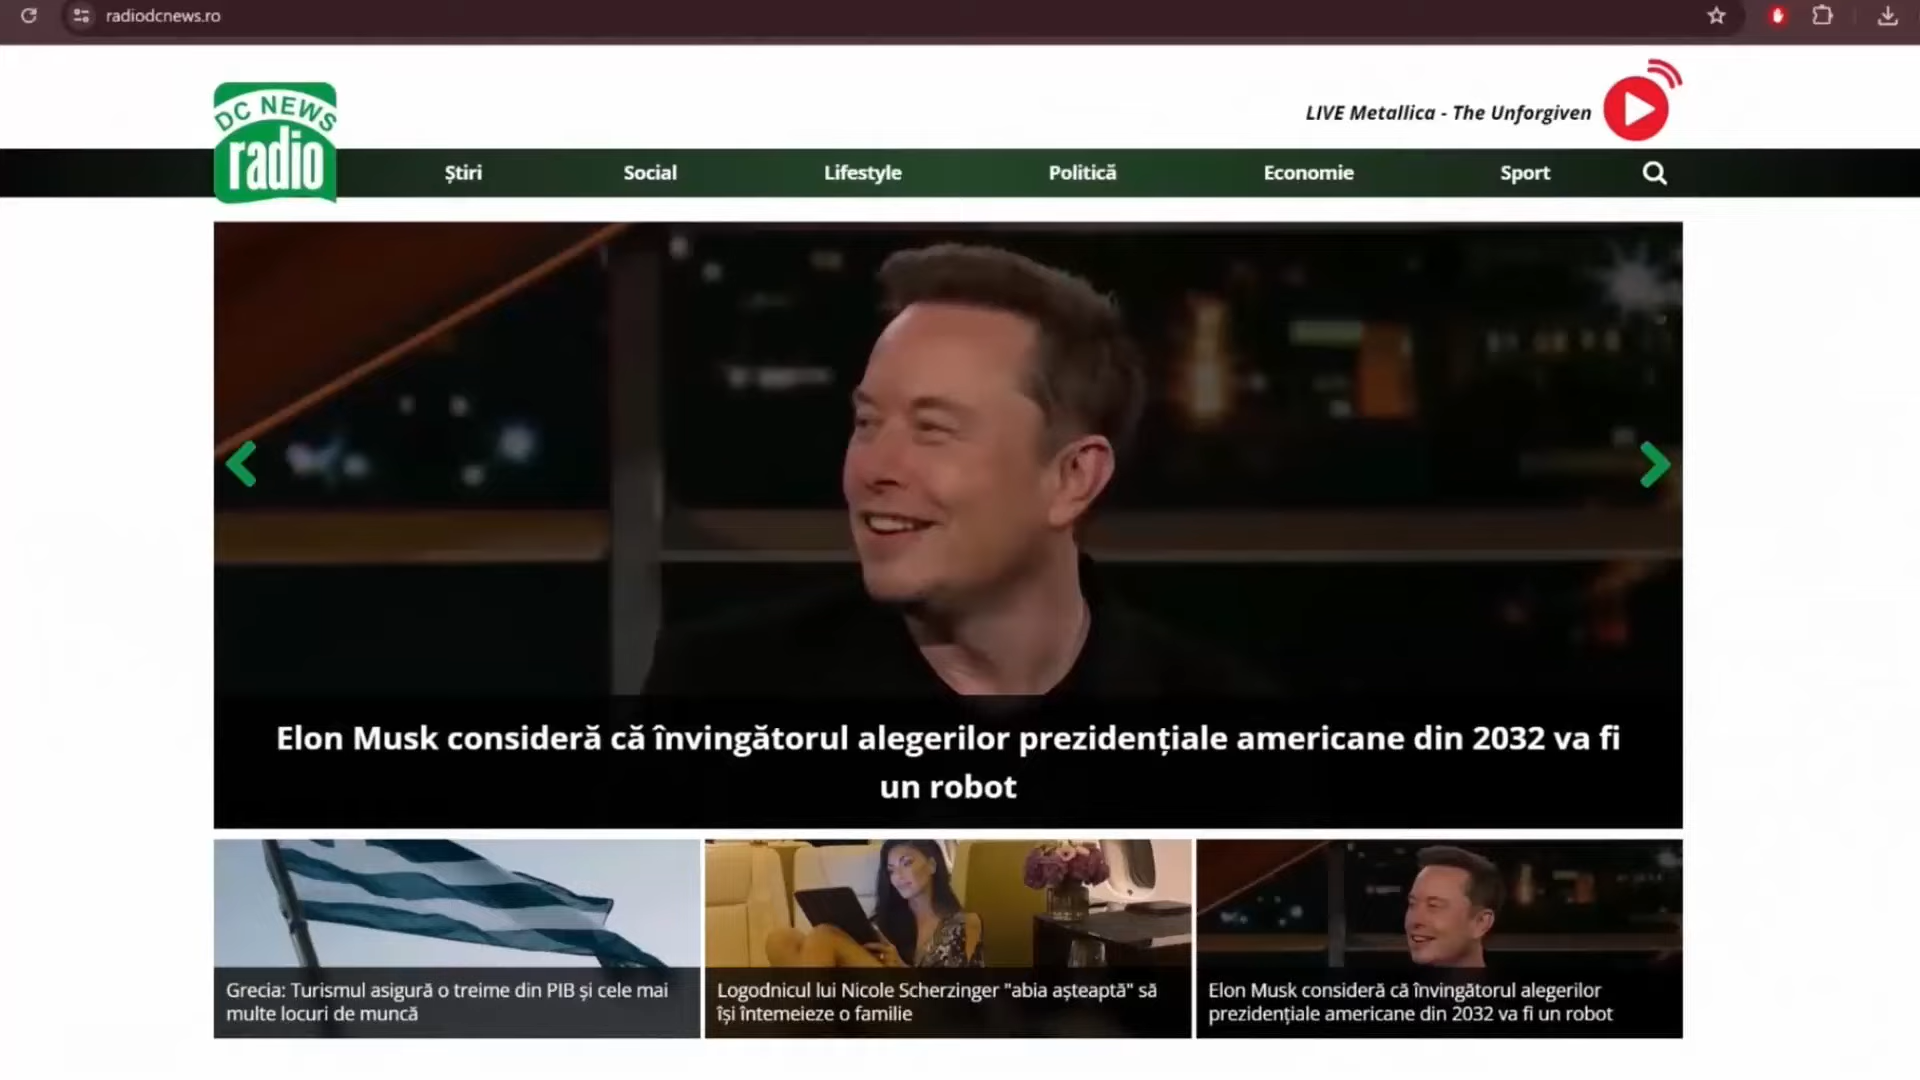 radiodcnews.ro
DC NEWS
radio
LIVE Metallica - The Unforgiven
Știri
Social
Lifestyle
Politică
Economie
Sport
Elon Musk consideră că învingătorul alegerilor prezidențiale americane din 2032 va fi
un robot
Grecia: Turismul asigură o treime din PIB și cele mai
multe locuri de muncă
Logodnicul lui Nicole Scherzinger "abia așteaptă" să
își întemeieze o familie
Elon Musk consideră că învingătorul alegerilor
prezidențiale americane din 2032 va fi un robot